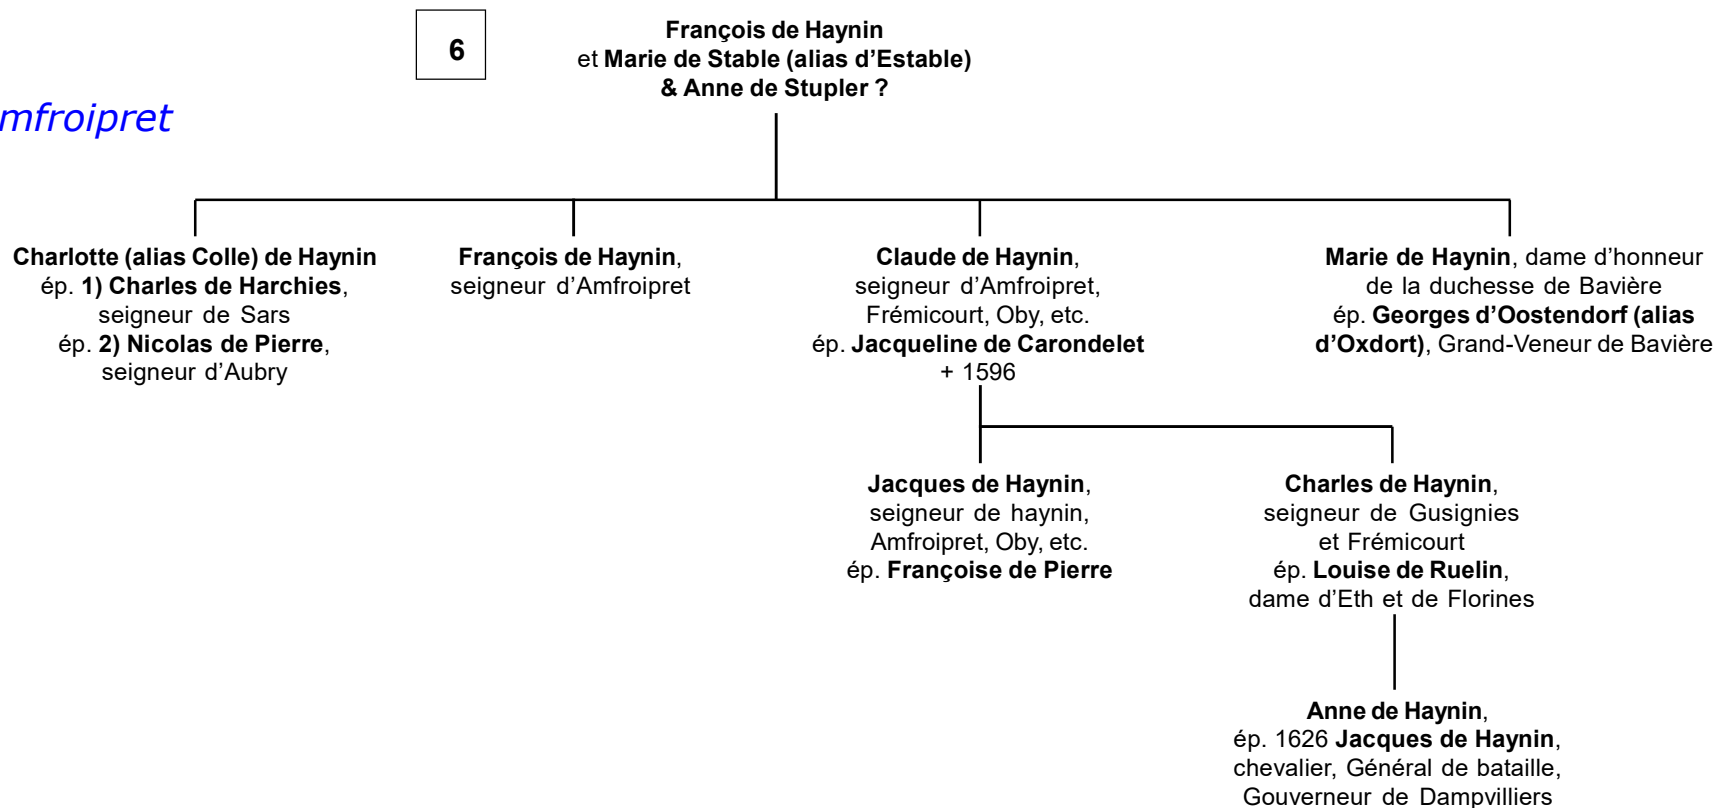 6
François de Haynin
et Marie de Stable (alias d’Estable)
& Anne de Stupler ?
mfroipret
Charlotte (alias Colle) de Haynin
ép. 1) Charles de Harchies,
seigneur de Sars
ép. 2) Nicolas de Pierre,
seigneur d’Aubry
François de Haynin,
seigneur d’Amfroipret
Claude de Haynin,
seigneur d’Amfroipret,
Frémicourt, Oby, etc.
ép. Jacqueline de Carondelet
+ 1596
Marie de Haynin, dame d’honneur
de la duchesse de Bavière
ép. Georges d’Oostendorf (alias
d’Oxdort), Grand-Veneur de Bavière
Jacques de Haynin,
seigneur de haynin,
Amfroipret, Oby, etc.
ép. Françoise de Pierre
Charles de Haynin,
seigneur de Gusignies
et Frémicourt
ép. Louise de Ruelin,
dame d’Eth et de Florines
Anne de Haynin,
ép. 1626 Jacques de Haynin,
chevalier, Général de bataille,
Gouverneur de Dampvilliers